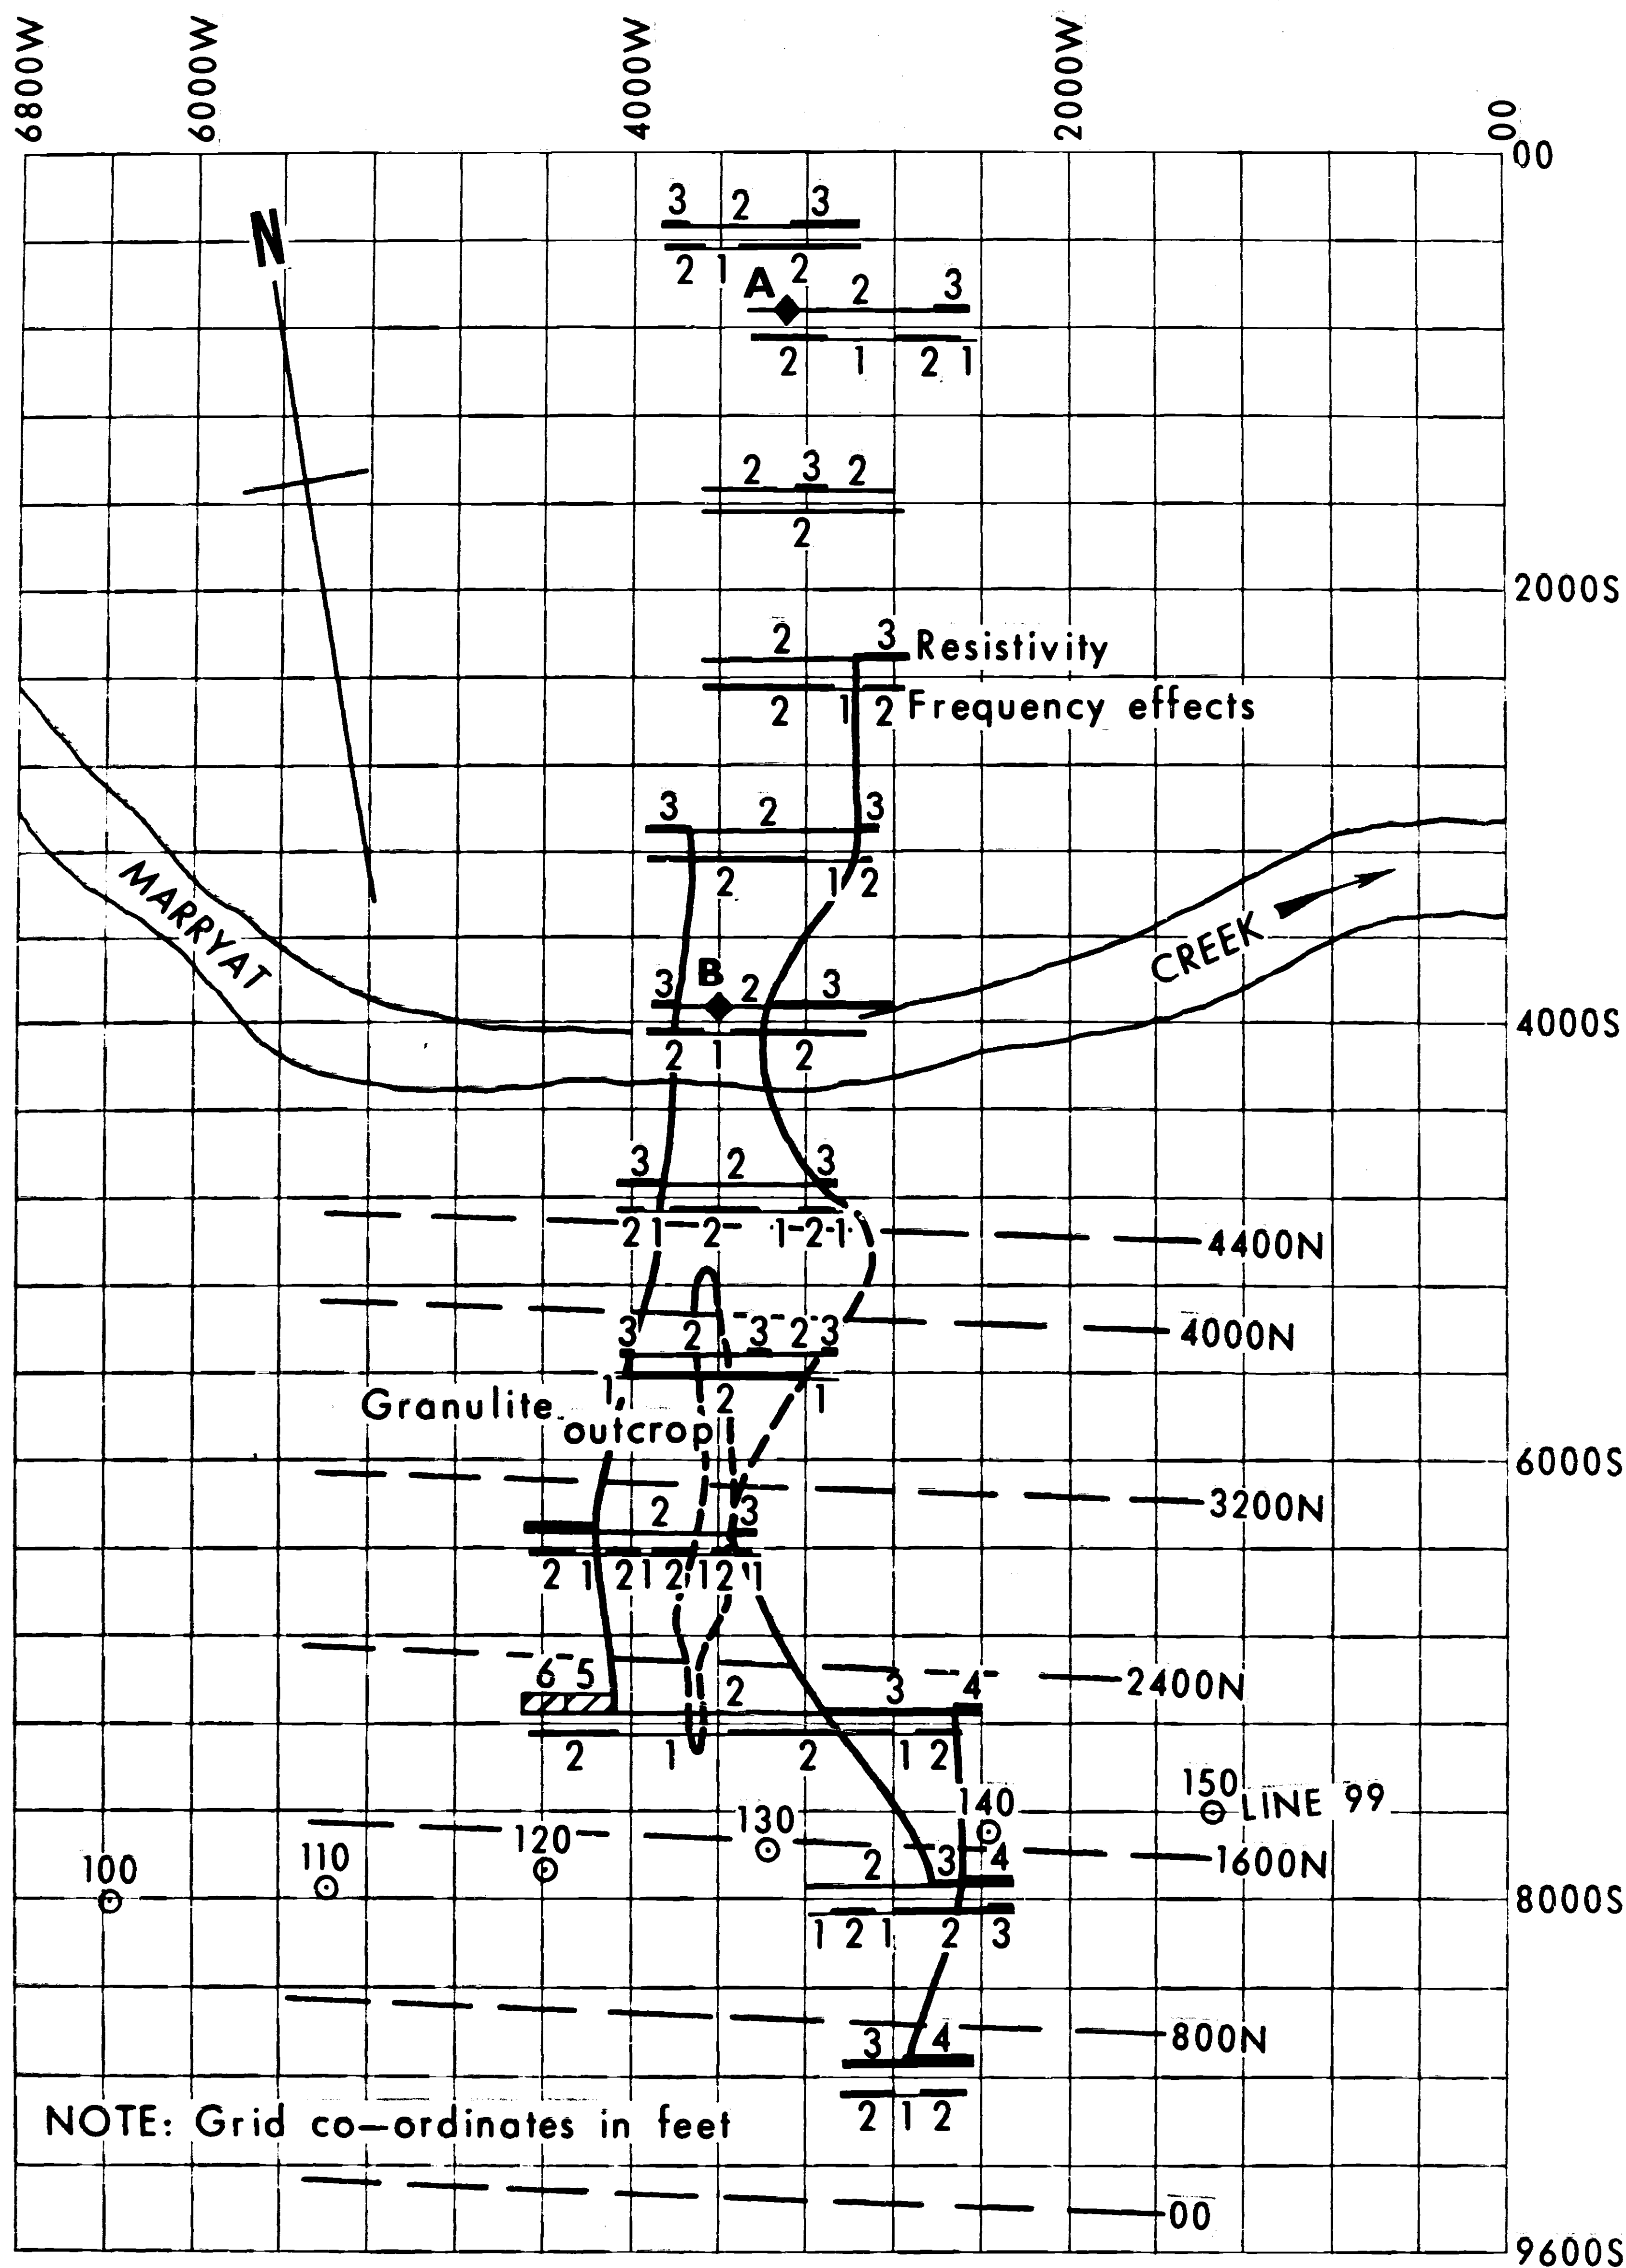 6800W 6000W 4000W 2000W 00
00
N
3 2 3
2 1 2
A 2 3
2 1 2 1
2 3 2
2
2000S
2 3 Resistivity
2 1 2 Frequency effects
3 2 3
2 1 2
MARRYAT
CREEK
B
3 2 3
4000S
2 1 2
3 2 3
2 1 2 1 2 1
4400N
4000N
3 2 3 2 3
1 2 1
Granulite
outcrop
6000S
3200N
2 3
2 1 2 1 2 1 2 1
2400N
6 5 2 3 4
2 1 2 1 2
150 LINE 99
140
130
120
110
100
1600N
2 3 4
8000S
1 2 1 2 3
800N
3 4
2 1 2
NOTE: Grid co-ordinates in feet
00
9600S